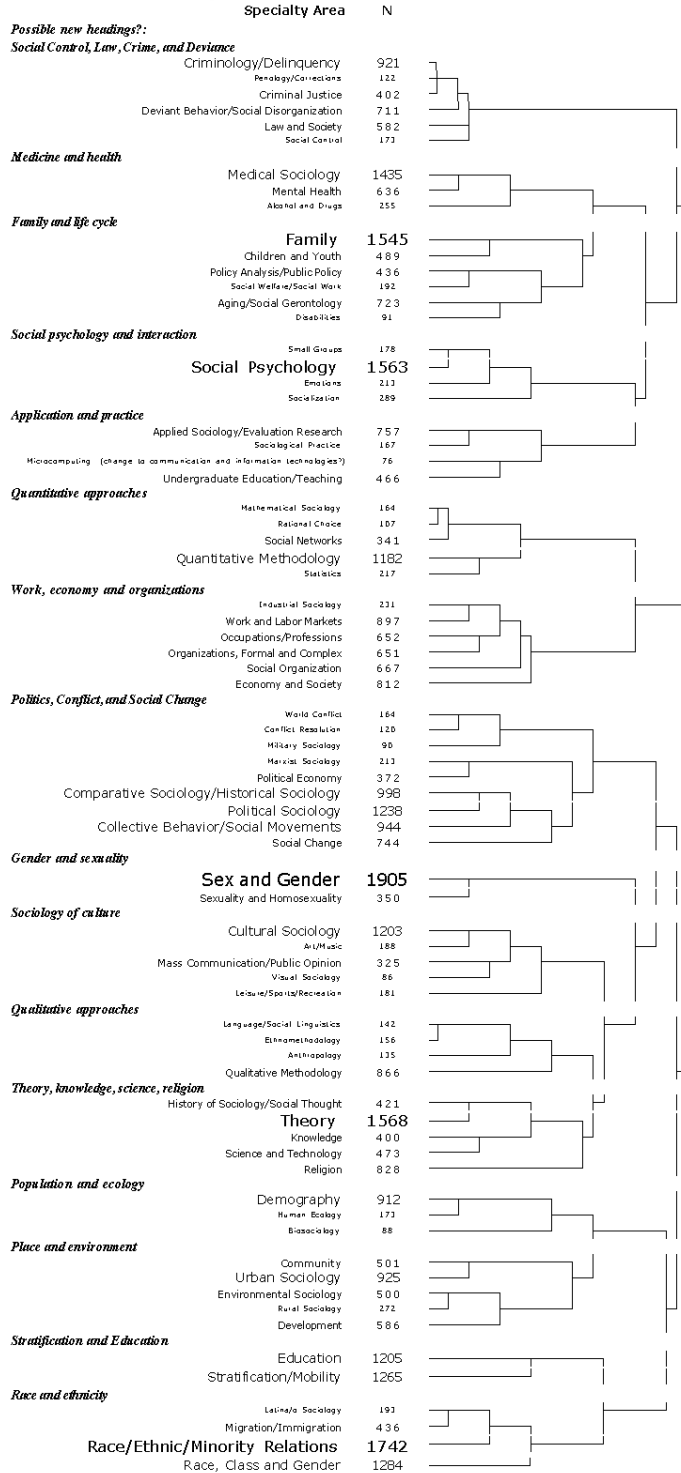 Specialty Area N
Possible new headings?:
Social Control, Law, Crime, and Deviance
Criminology/Delinquency 921
Penology/Corrections 122
Criminal Justice 402
Deviant Behavior/Social Disorganization 711
Law and Society 582
Social Control 173
Medicine and health
Medical Sociology 1435
Mental Health 636
Alcohol and Drugs 255
Family and life cycle
Family 1545
Children and Youth 489
Policy Analysis/Public Policy 436
Social Welfare/Social Work 192
Aging/Social Gerontology 723
Disabilities 91
Social psychology and interaction
Small Groups 178
Social Psychology 1563
Emotions 213
Socialization 289
Application and practice
Applied Sociology/Evaluation Research 757
Sociological Practice 167
Microcomputing (change to communication and information technologies?) 76
Undergraduate Education/Teaching 466
Quantitative approaches
Mathematical Sociology 164
Rational Choice 107
Social Networks 341
Quantitative Methodology 1182
Statistics 217
Work, economy and organizations
Industrial Sociology 231
Work and Labor Markets 897
Occupations/Professions 652
Organizations, Formal and Complex 651
Social Organization 667
Economy and Society 812
Politics, Conflict, and Social Change
World Conflict 164
Conflict Resolution 120
Military Sociology 90
Marxist Sociology 213
Political Economy 372
Comparative Sociology/Historical Sociology 998
Political Sociology 1238
Collective Behavior/Social Movements 944
Social Change 744
Gender and sexuality
Sex and Gender 1905
Sexuality and Homosexuality 350
Sociology of culture
Cultural Sociology 1203
Art/Music 188
Mass Communication/Public Opinion 325
Visual Sociology 86
Leisure/Sports/Recreation 181
Qualitative approaches
Language/Social Linguistics 142
Ethnomethodology 156
Anthropology 135
Qualitative Methodology 866
Theory, knowledge, science, religion
History of Sociology/Social Thought 421
Theory 1568
Knowledge 400
Science and Technology 473
Religion 828
Population and ecology
Demography 912
Human Ecology 173
Biosociology 88
Place and environment
Community 501
Urban Sociology 925
Environmental Sociology 500
Rural Sociology 272
Development 586
Stratification and Education
Education 1205
Stratification/Mobility 1265
Race and ethnicity
Latina/o Sociology 193
Migration/Immigration 436
Race/Ethnic/Minority Relations 1742
Race, Class and Gender 1284